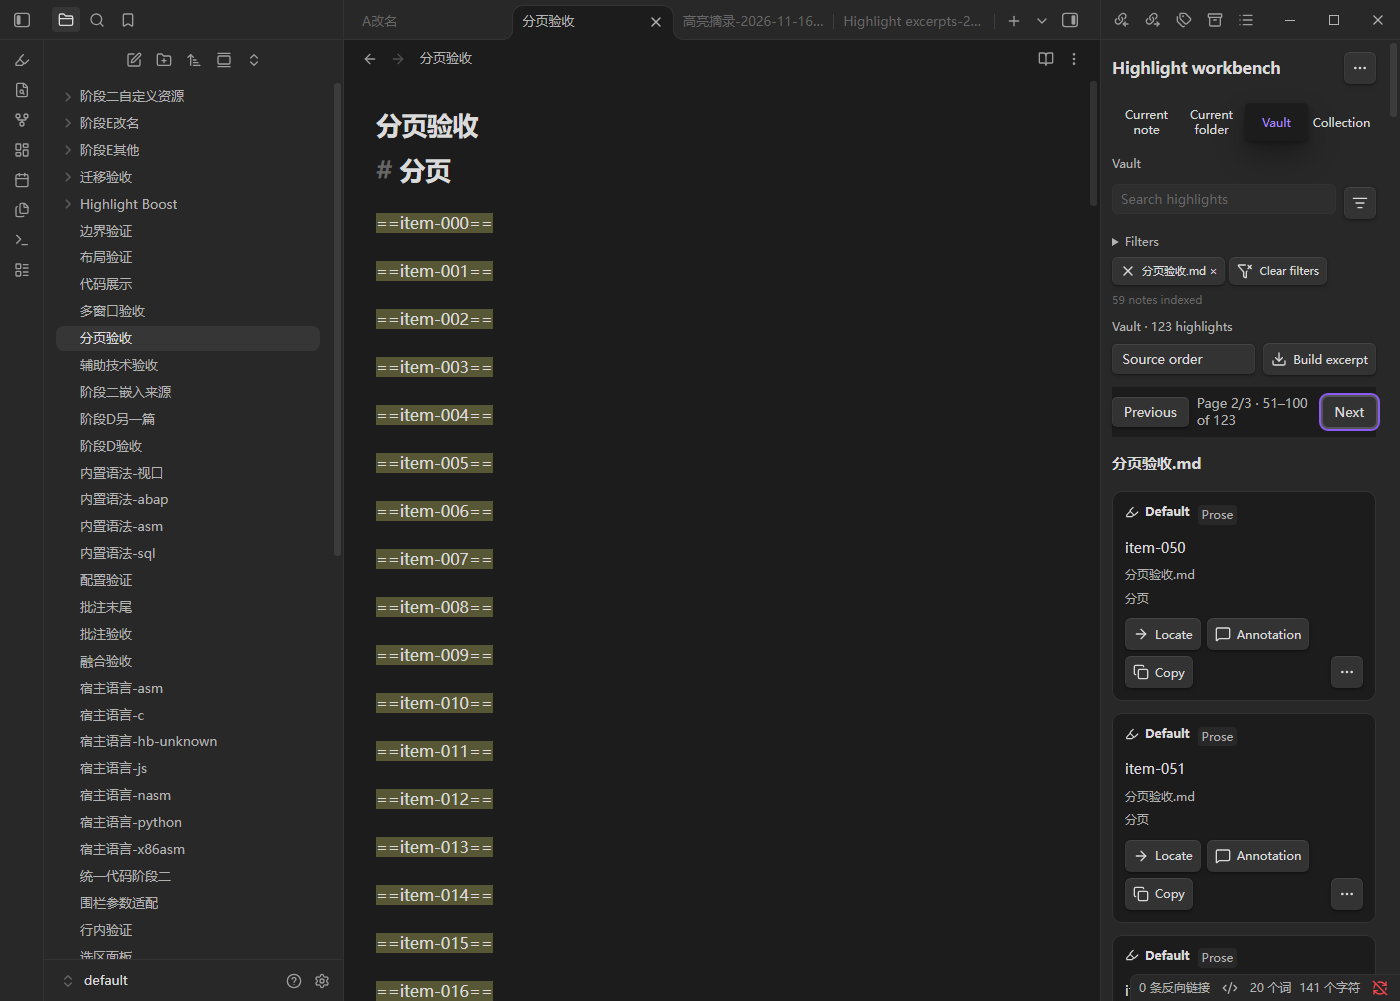 A改名
分页验收
高亮摘录-2026-11-16...
Highlight excerpts-2...
阶段二自定义资源
阶段E改名
阶段E其他
迁移验收
Highlight Boost
边界验证
布局验证
代码展示
多窗口验收
分页验收
辅助技术验收
阶段二嵌入来源
阶段D另一篇
阶段D验收
内置语法-视口
内置语法-abap
内置语法-asm
内置语法-sql
配置验证
批注末尾
批注验收
融合验收
宿主语言-asm
宿主语言-c
宿主语言-hb-unknown
宿主语言-js
宿主语言-nasm
宿主语言-python
宿主语言-x86asm
统一代码阶段二
围栏参数适配
行内验证
选区面板
default
分页验收
分页验收
# 分页
==item-000==
==item-001==
==item-002==
==item-003==
==item-004==
==item-005==
==item-006==
==item-007==
==item-008==
==item-009==
==item-010==
==item-011==
==item-012==
==item-013==
==item-014==
==item-015==
==item-016==
Highlight workbench
Current note
Current folder
Vault
Collection
Vault
Search highlights
Filters
分页验收.md ×
Clear filters
59 notes indexed
Vault · 123 highlights
Source order
Build excerpt
Previous
Page 2/3 · 51–100
of 123
Next
分页验收.md
Default Prose
item-050
分页验收.md
分页
Locate
Annotation
Copy
Default Prose
item-051
分页验收.md
分页
Locate
Annotation
Copy
Default Prose
0 条反向链接
20 个词
141 个字符